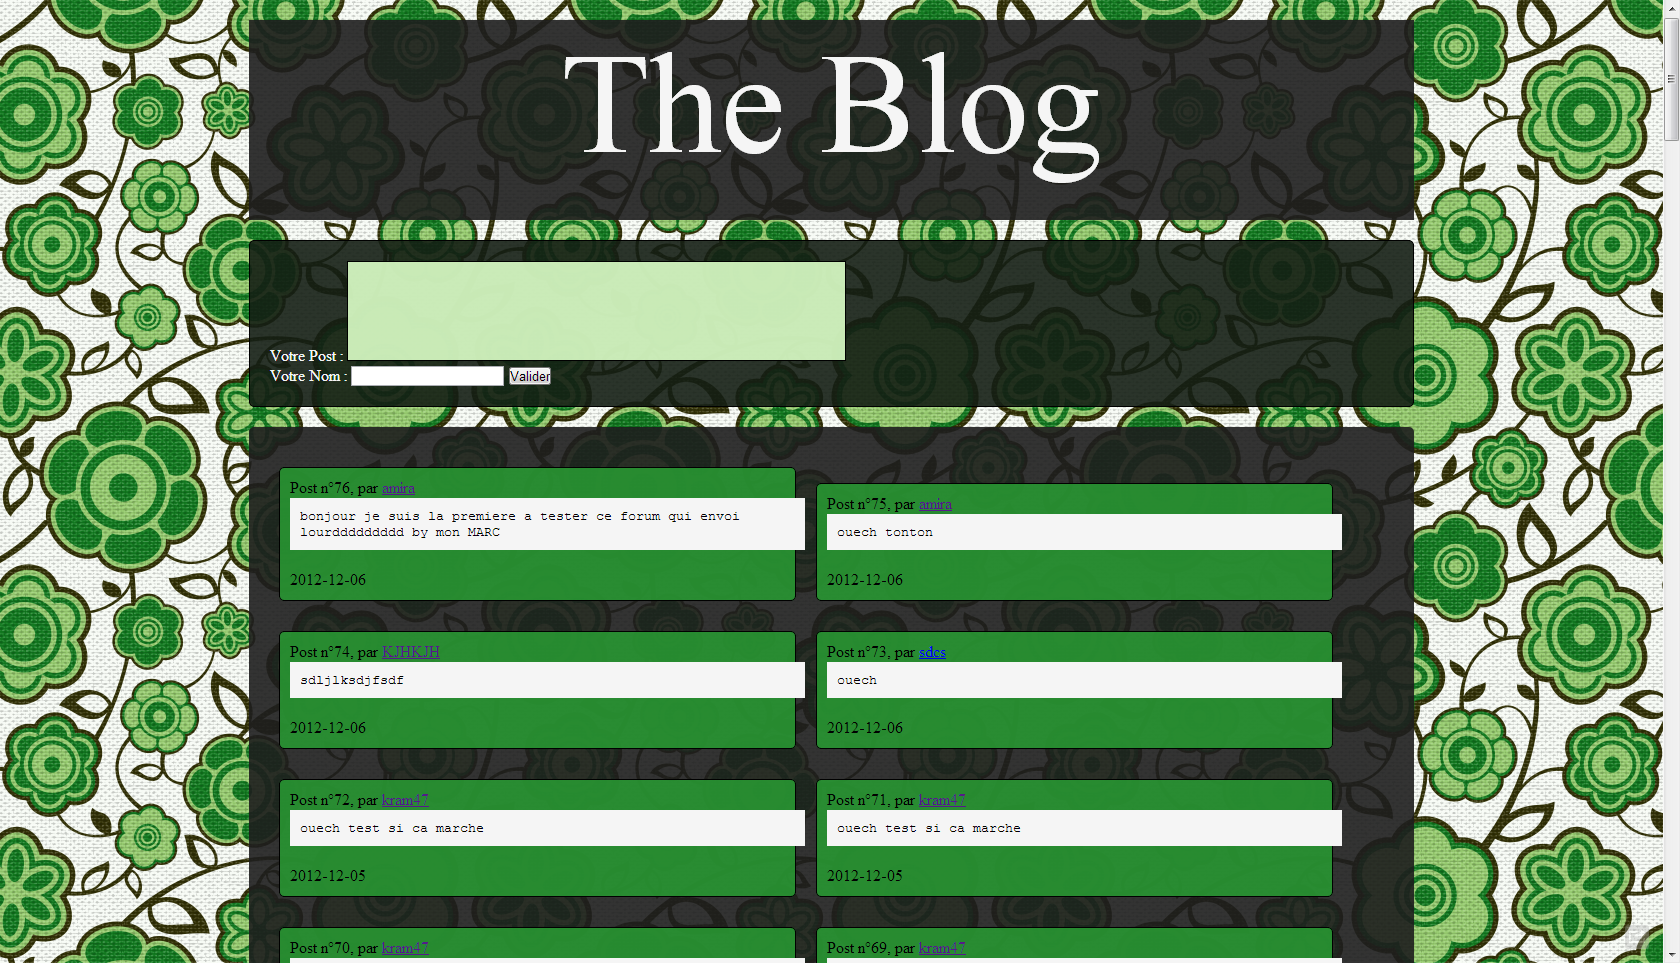 The Blog
Votre Post :
Votre Nom :
Valider
Post n°76, par amira
bonjour je suis la premiere a tester ce forum qui envoi
lourddddddddd by mon MARC
2012-12-06
Post n°75, par amira
ouech tonton
2012-12-06
Post n°74, par KJHKJH
sdljlksdjfsdf
2012-12-06
Post n°73, par sdcs
ouech
2012-12-06
Post n°72, par kram47
ouech test si ca marche
2012-12-05
Post n°71, par kram47
ouech test si ca marche
2012-12-05
Post n°70, par kram47
Post n°69, par kram47